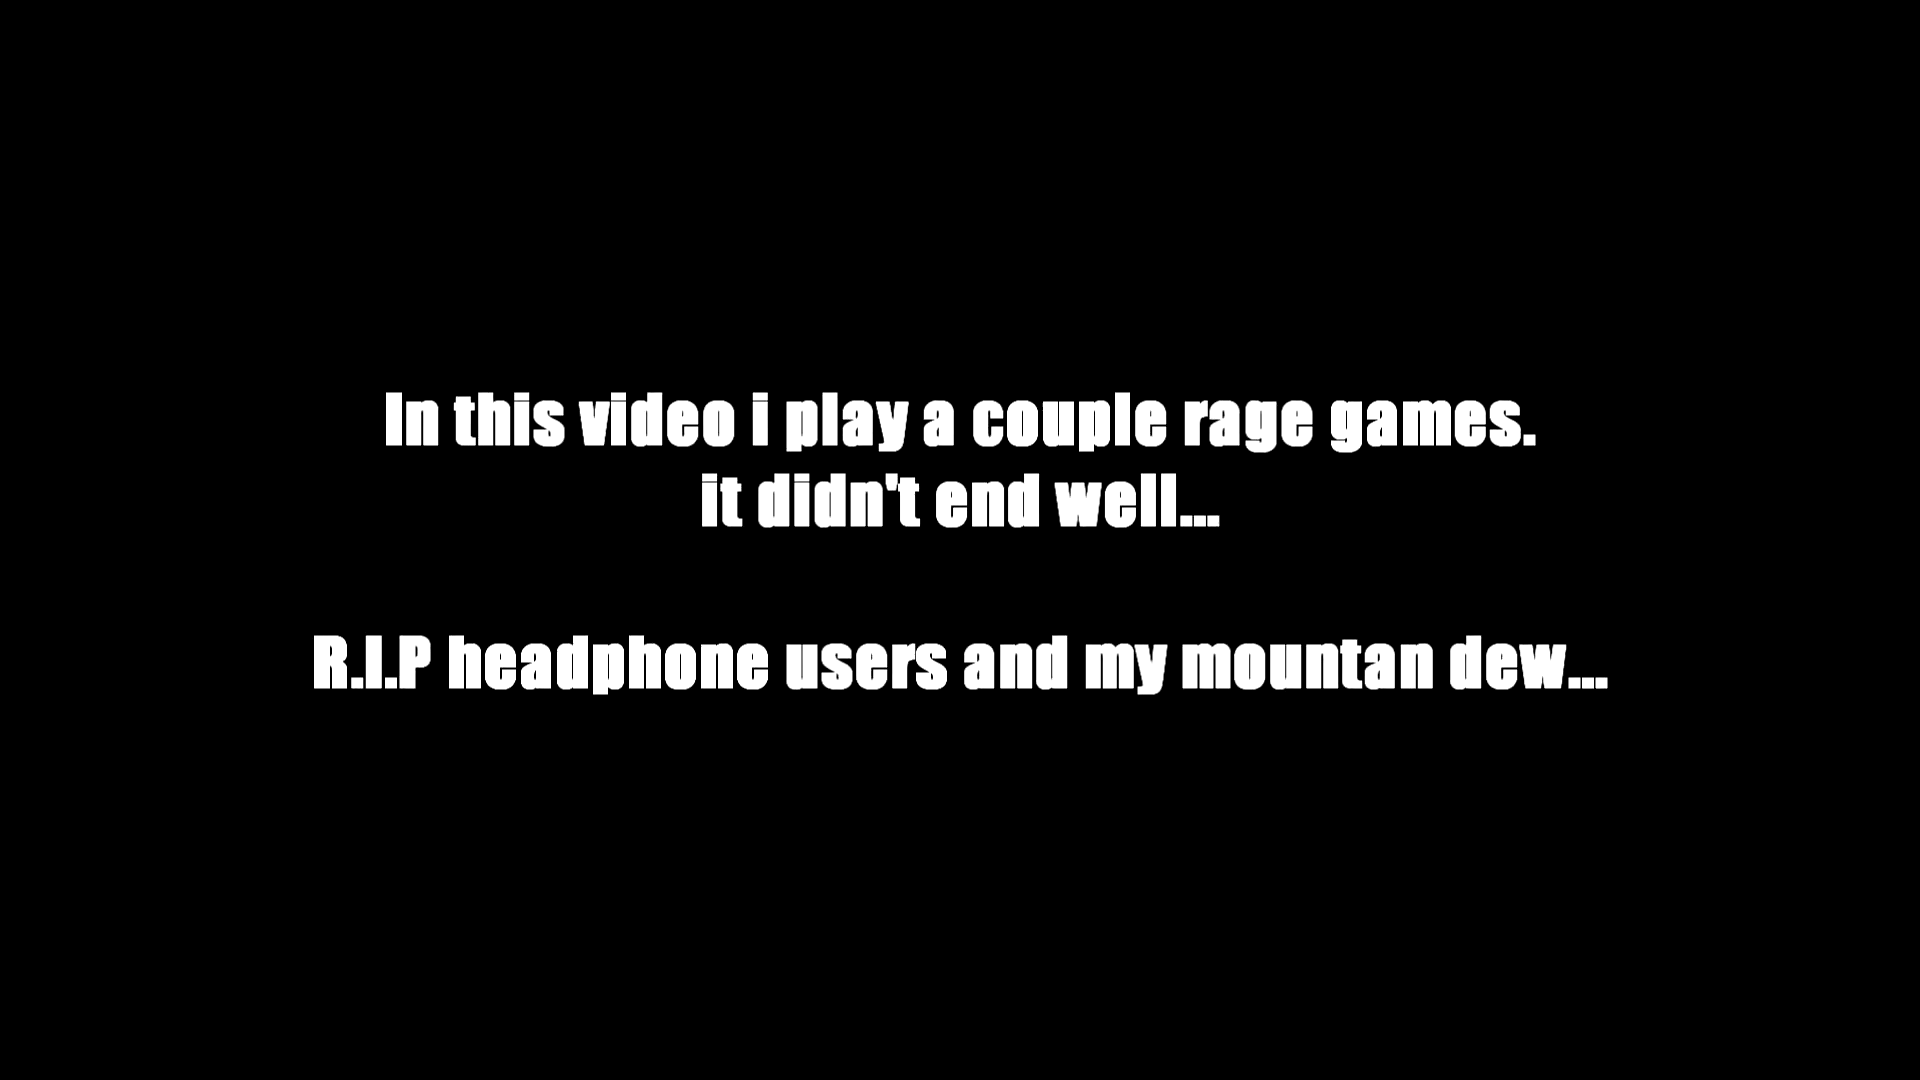 In this video i play a couple rage games.
it didn't end well...
R.I.P headphone users and my mountan dew...